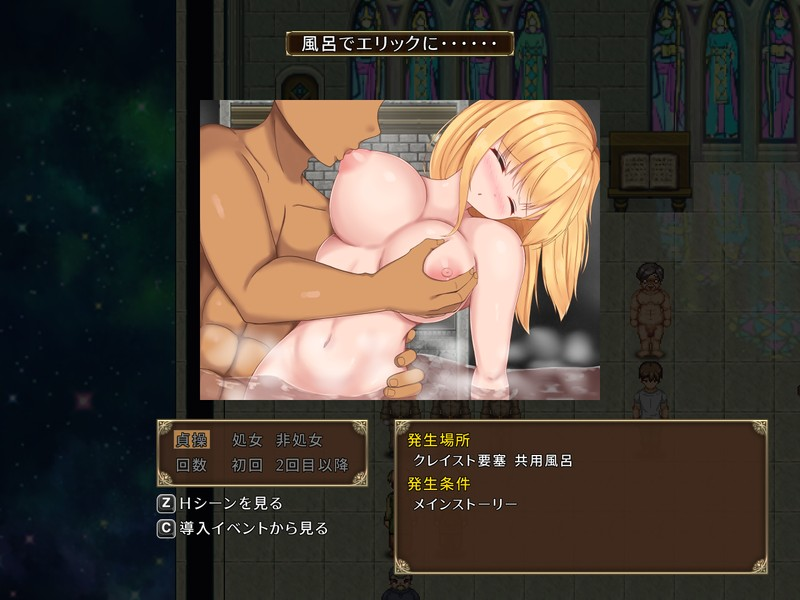 風呂でエリックに‥‥‥
貞操 処女 非処女
回数 初回 2回目以降
Z Hシーンを見る
C 導入イベントから見る
発生場所
クレイスト要塞 共用風呂
発生条件
メインストーリー